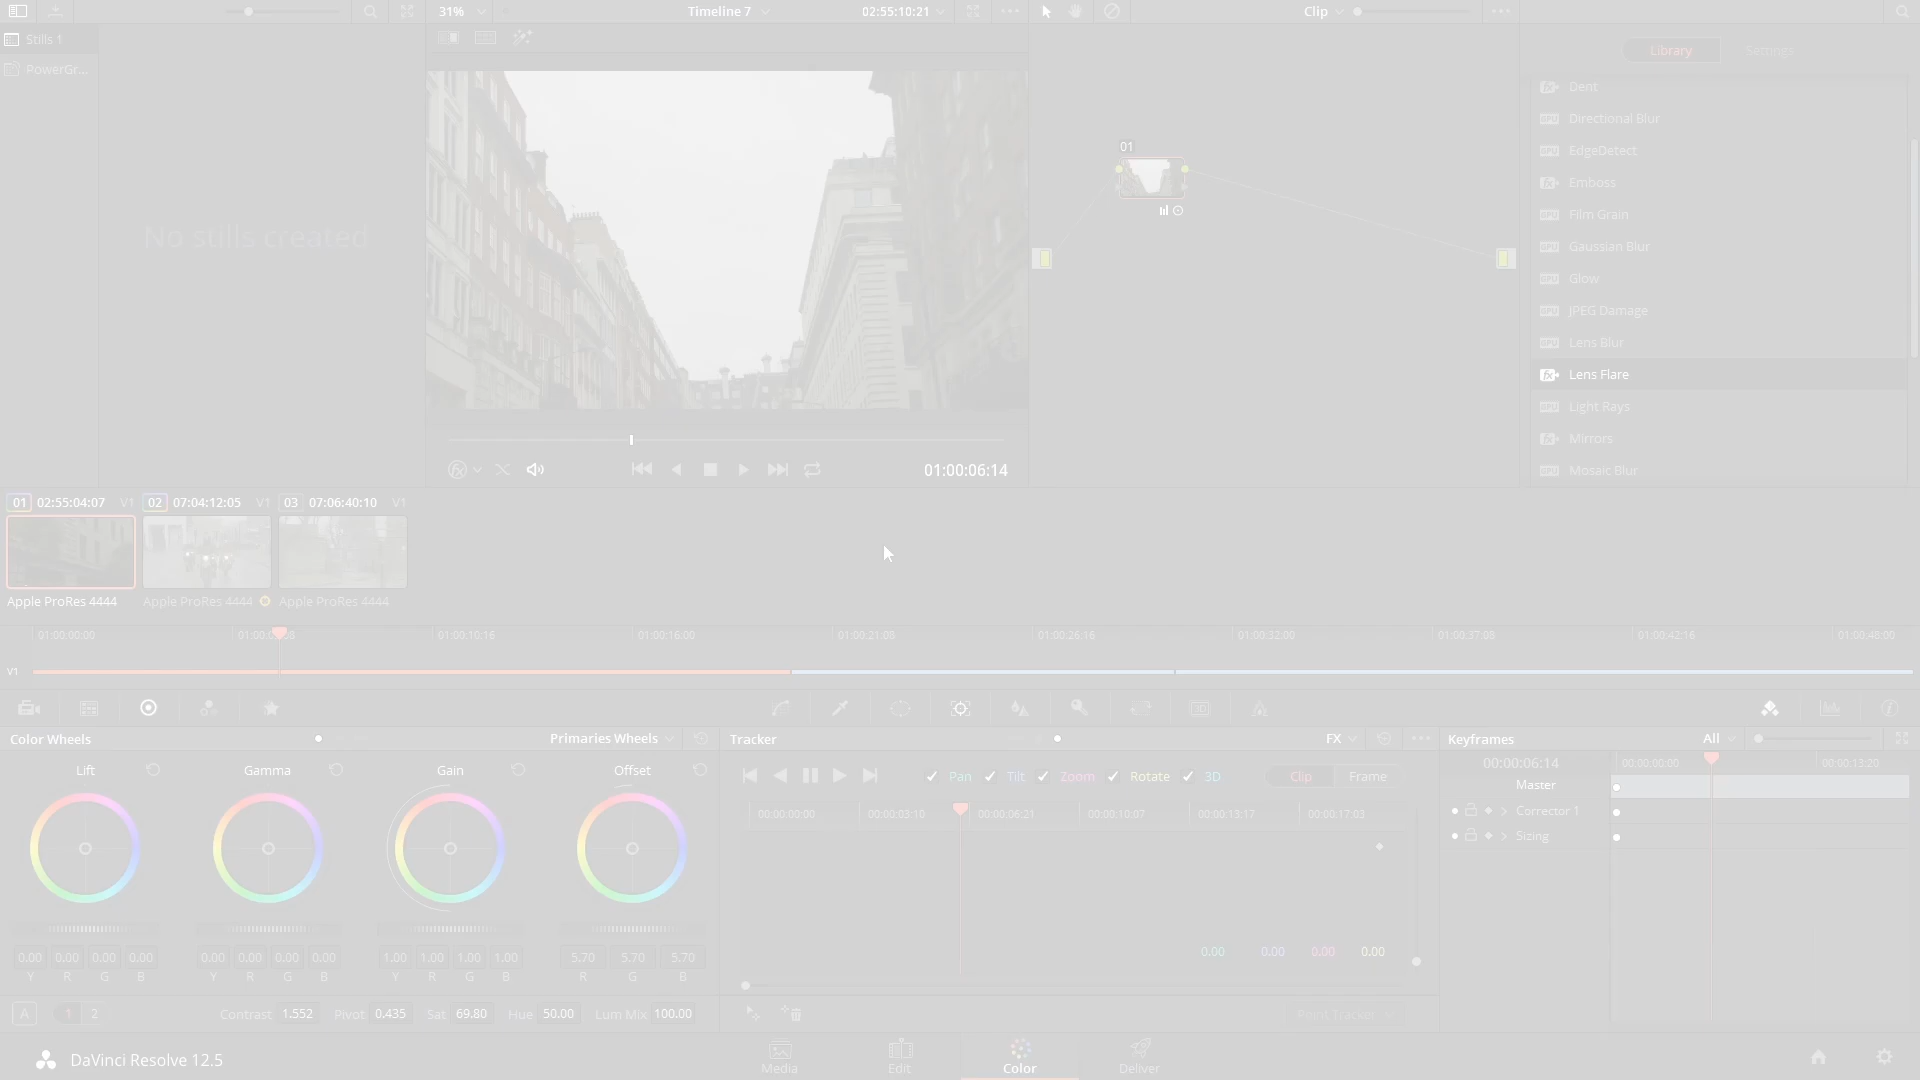 31%
Timeline 7
02:55:10:21
Clip
Stills 1
PowerGr...
Library
Settings
No stills created
01
Dent
Directional Blur
EdgeDetect
Emboss
Film Grain
Gaussian Blur
Glow
JPEG Damage
Lens Blur
Lens Flare
Light Rays
Mirrors
Mosaic Blur
01:00:06:14
01 02:55:04:07 V1
02 07:04:12:05 V1
03 07:06:40:10 V1
Apple ProRes 4444
Apple ProRes 4444
Apple ProRes 4444
01:00:00:00
01:00:10:16
01:00:16:00
01:00:21:08
01:00:26:16
01:00:32:00
01:00:37:08
01:00:42:16
01:00:48:00
V1
Color Wheels
Primaries Wheels
Tracker
FX
Keyframes
All
Lift
Gamma
Gain
Offset
Pan
Tilt
Zoom
Rotate
3D
Clip
Frame
00:00:06:14
00:00:00:00
00:00:13:20
Master
Corrector 1
Sizing
00:00:00:00
00:00:03:10
00:00:06:21
00:00:10:07
00:00:13:17
00:00:17:03
0.00 0.00 0.00 0.00
0.00 0.00 0.00 0.00
0.00 0.00 0.00 0.00
1.00 1.00 1.00 1.00
5.70 5.70 5.70
Y R G B
Y R G B
Y R G B
R G B
A
1
2
Contrast 1.552
Pivot 0.435
Sat 69.80
Hue 50.00
Lum Mix 100.00
Point Tracker
DaVinci Resolve 12.5
Media
Edit
Color
Deliver